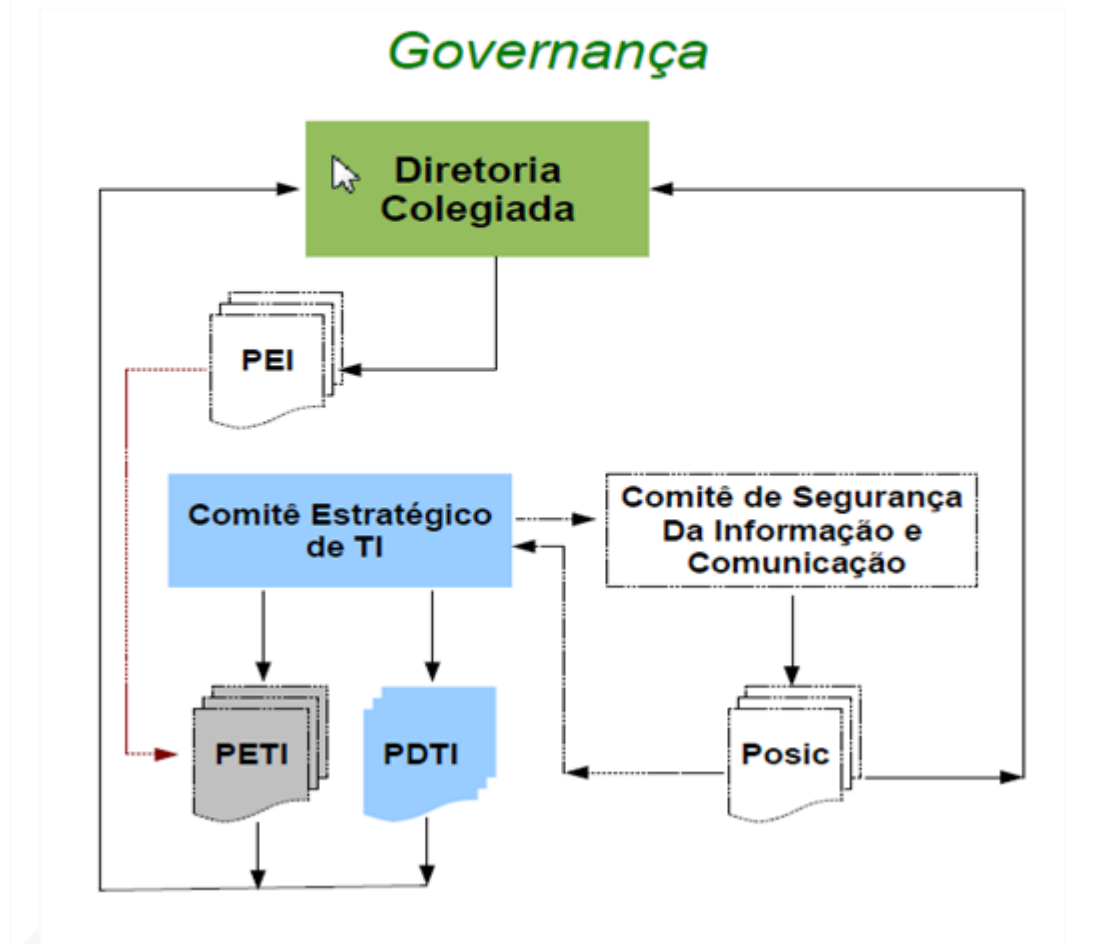 Governança
Diretoria
Colegiada
PEI
Comitê Estratégico
de TI
Comitê de Segurança
Da Informação e
Comunicação
PETI
PDTI
Posic